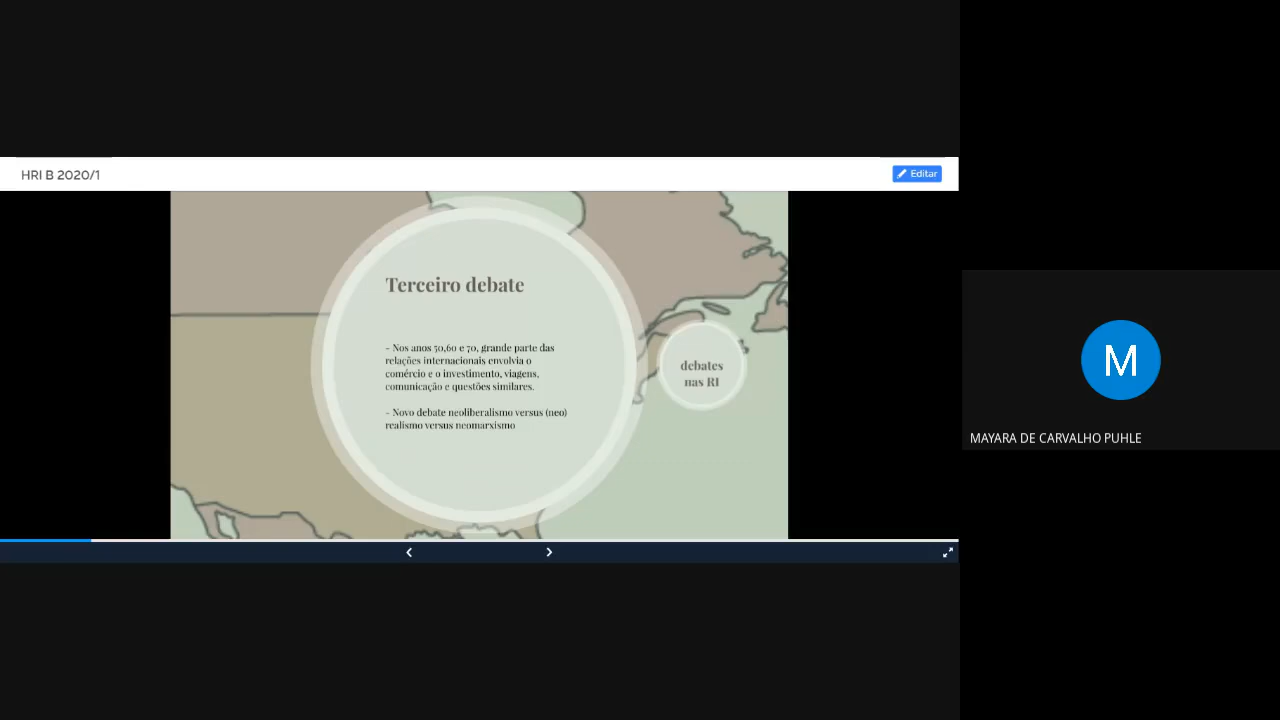 HRI B 2020/1
Editar
Terceiro debate
- Nos anos 50,60 e 70, grande parte das
relações internacionais envolvia o
comércio e o investimento, viagens,
comunicação e questões similares.
- Novo debate neoliberalismo versus (neo)
realismo versus neomarxismo
debates
nas RI
M
MAYARA DE CARVALHO PUHLE